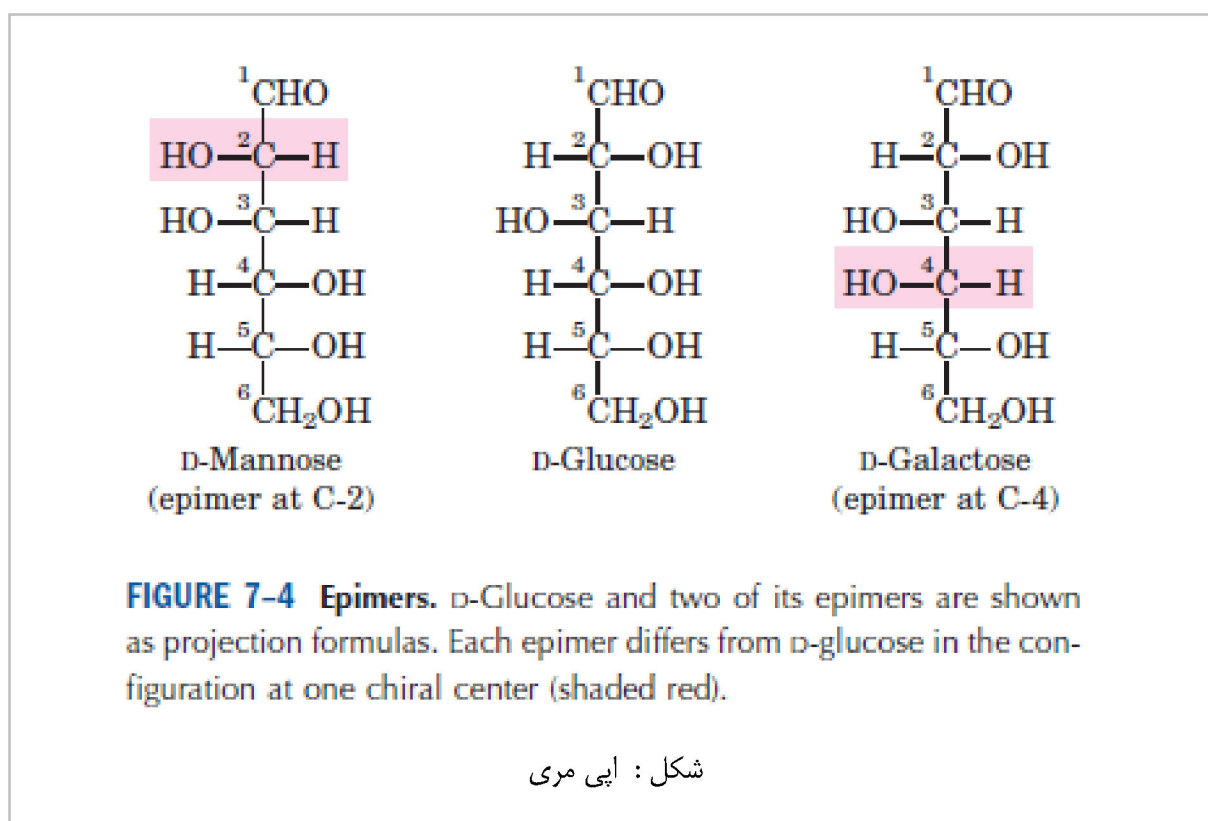 1CHO 1CHO 1CHO
HO—2C—H H—2C—OH H—2C—OH
HO—3C—H HO—3C—H HO—3C—H
H—4C—OH H—4C—OH HO—4C—H
H—5C—OH H—5C—OH H—5C—OH
6CH₂OH 6CH₂OH 6CH₂OH
D-Mannose D-Glucose D-Galactose
(epimer at C-2) (epimer at C-4)
FIGURE 7–4 Epimers. D-Glucose and two of its epimers are shown
as projection formulas. Each epimer differs from D-glucose in the con-
figuration at one chiral center (shaded red).
شکل : اپی مری